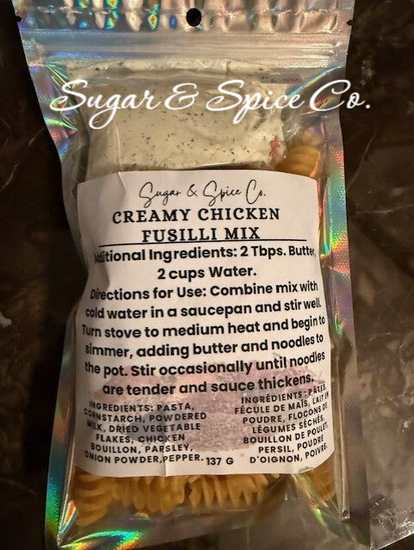 Sugar & Spice Co.
Sugar & Spice Co.
CREAMY CHICKEN
FUSILLI MIX
ditional Ingredients: 2 Tbps. Butter,
2 cups Water.
Directions for Use: Combine mix with
cold water in a saucepan and stir well.
Turn stove to medium heat and begin to
simmer, adding butter and noodles to
the pot. Stir occasionally until noodles
are tender and sauce thickens.
INGREDIENTS: PASTA,
CORNSTARCH, POWDERED
MILK, DRIED VEGETABLE
FLAKES, CHICKEN
BOUILLON, PARSLEY,
ONION POWDER, PEPPER.
137 G
INGRÉDIENTS: PÂTES,
FÉCULE DE MAÏS, LAIT EN
POUDRE, FLOCONS DE
LÉGUMES SÉCHÉS,
BOUILLON DE POULET,
PERSIL, POUDRE
D'OIGNON, POIVRE.